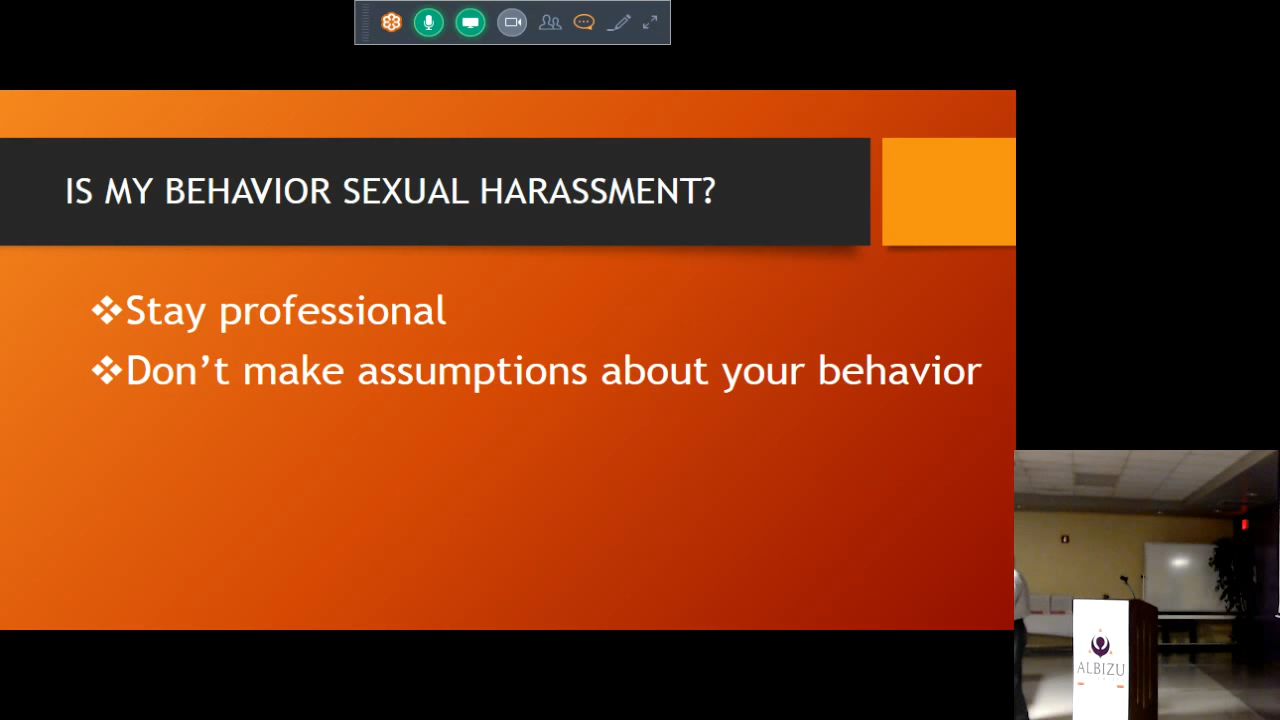 IS MY BEHAVIOR SEXUAL HARASSMENT?
❖Stay professional
❖Don’t make assumptions about your behavior
ALBIZU